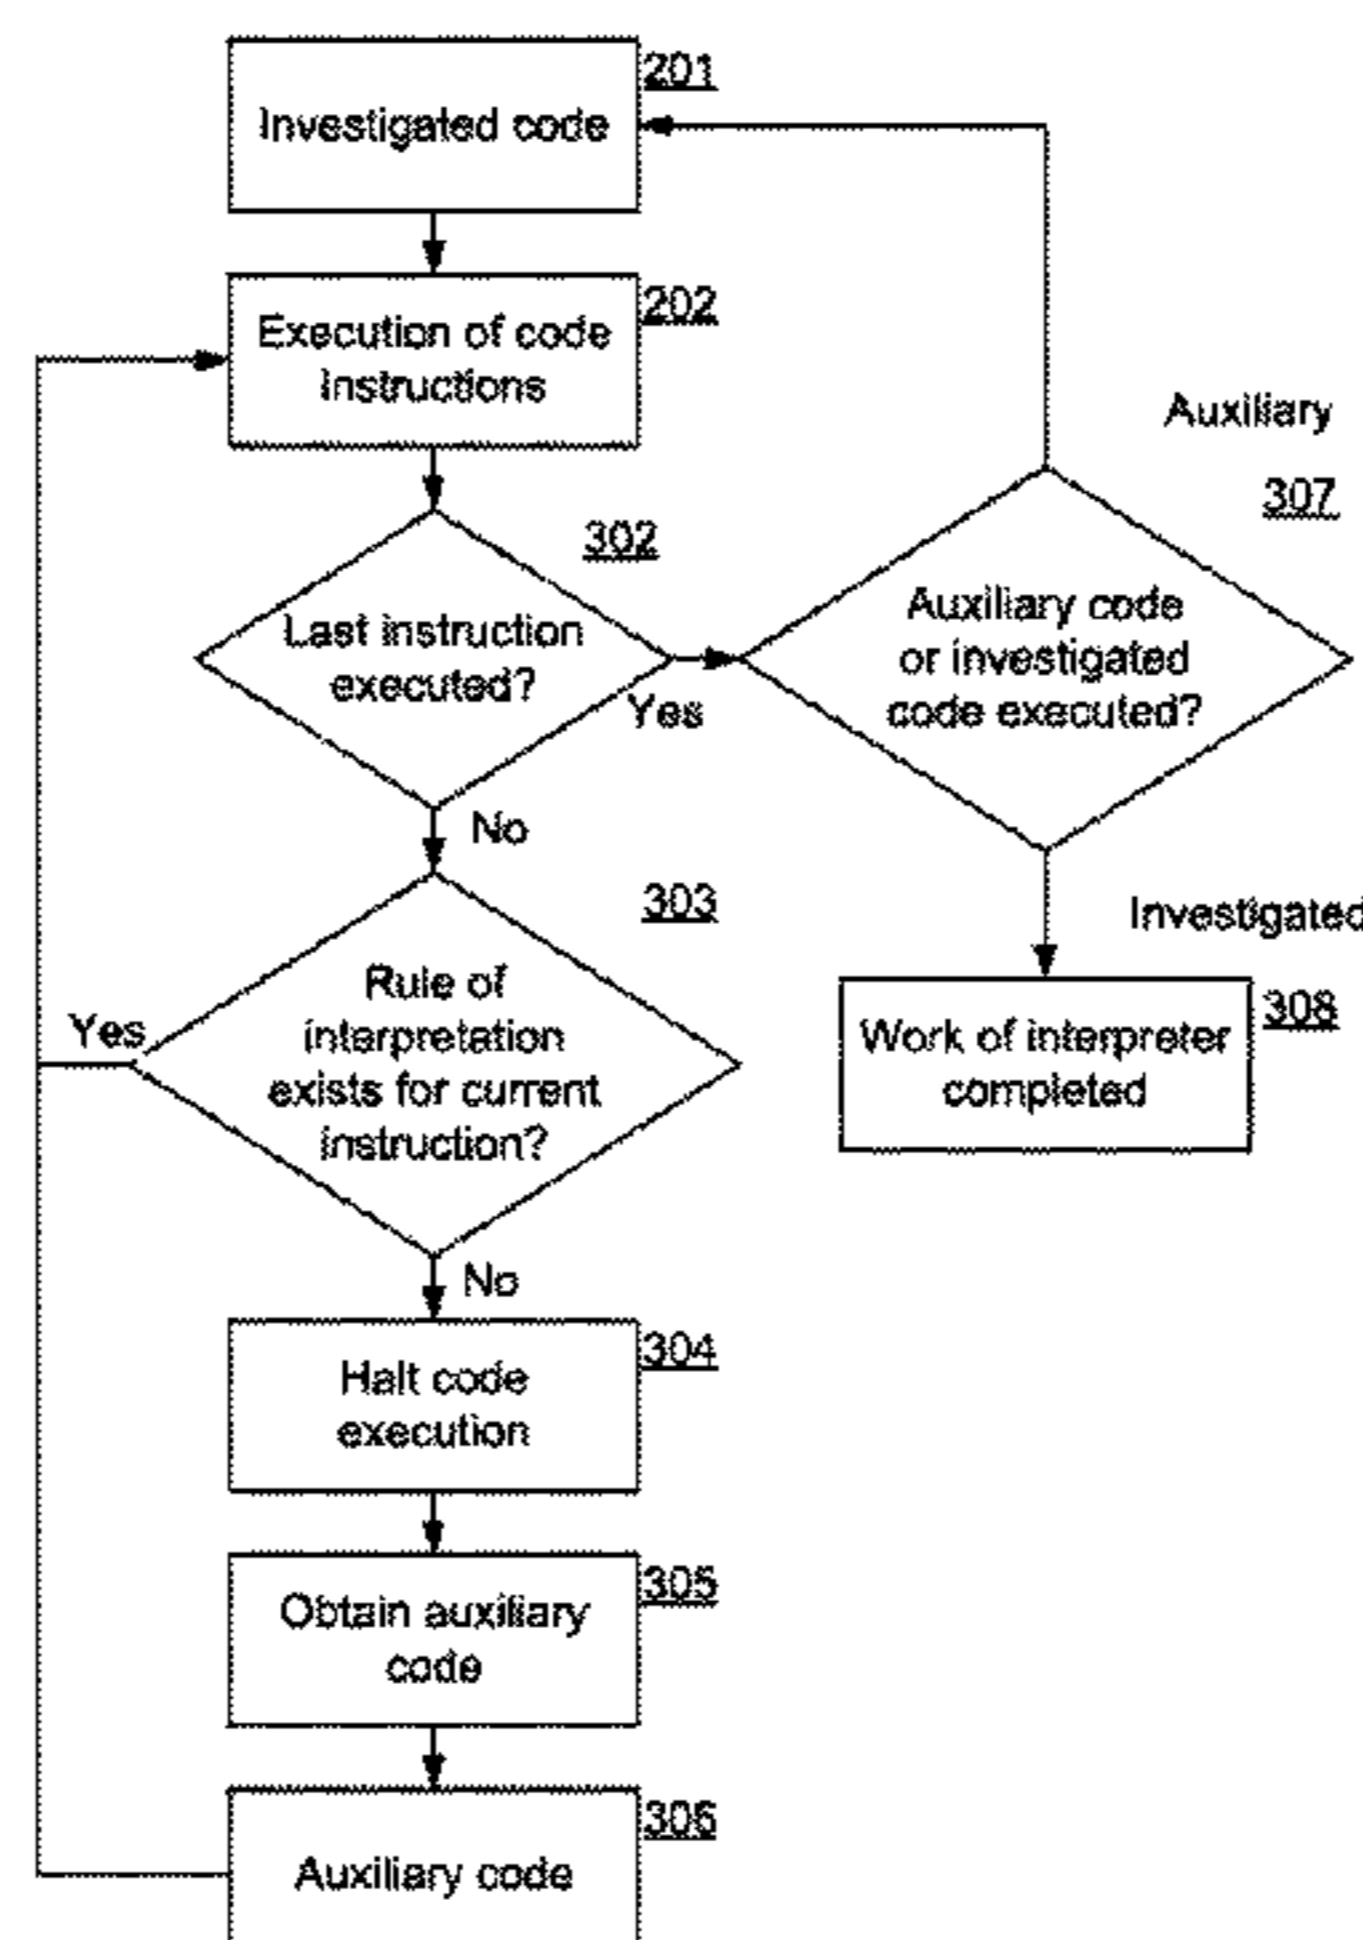 201
Investigated code
202
Execution of code
instructions
Auxiliary
307
302
Last instruction
executed?
Yes
Auxiliary code
or investigated
code executed?
No
303
Investigated
Rule of
interpretation
exists for current
instruction?
Yes
308
Work of interpreter
completed
No
304
Halt code
execution
305
Obtain auxiliary
code
306
Auxiliary code